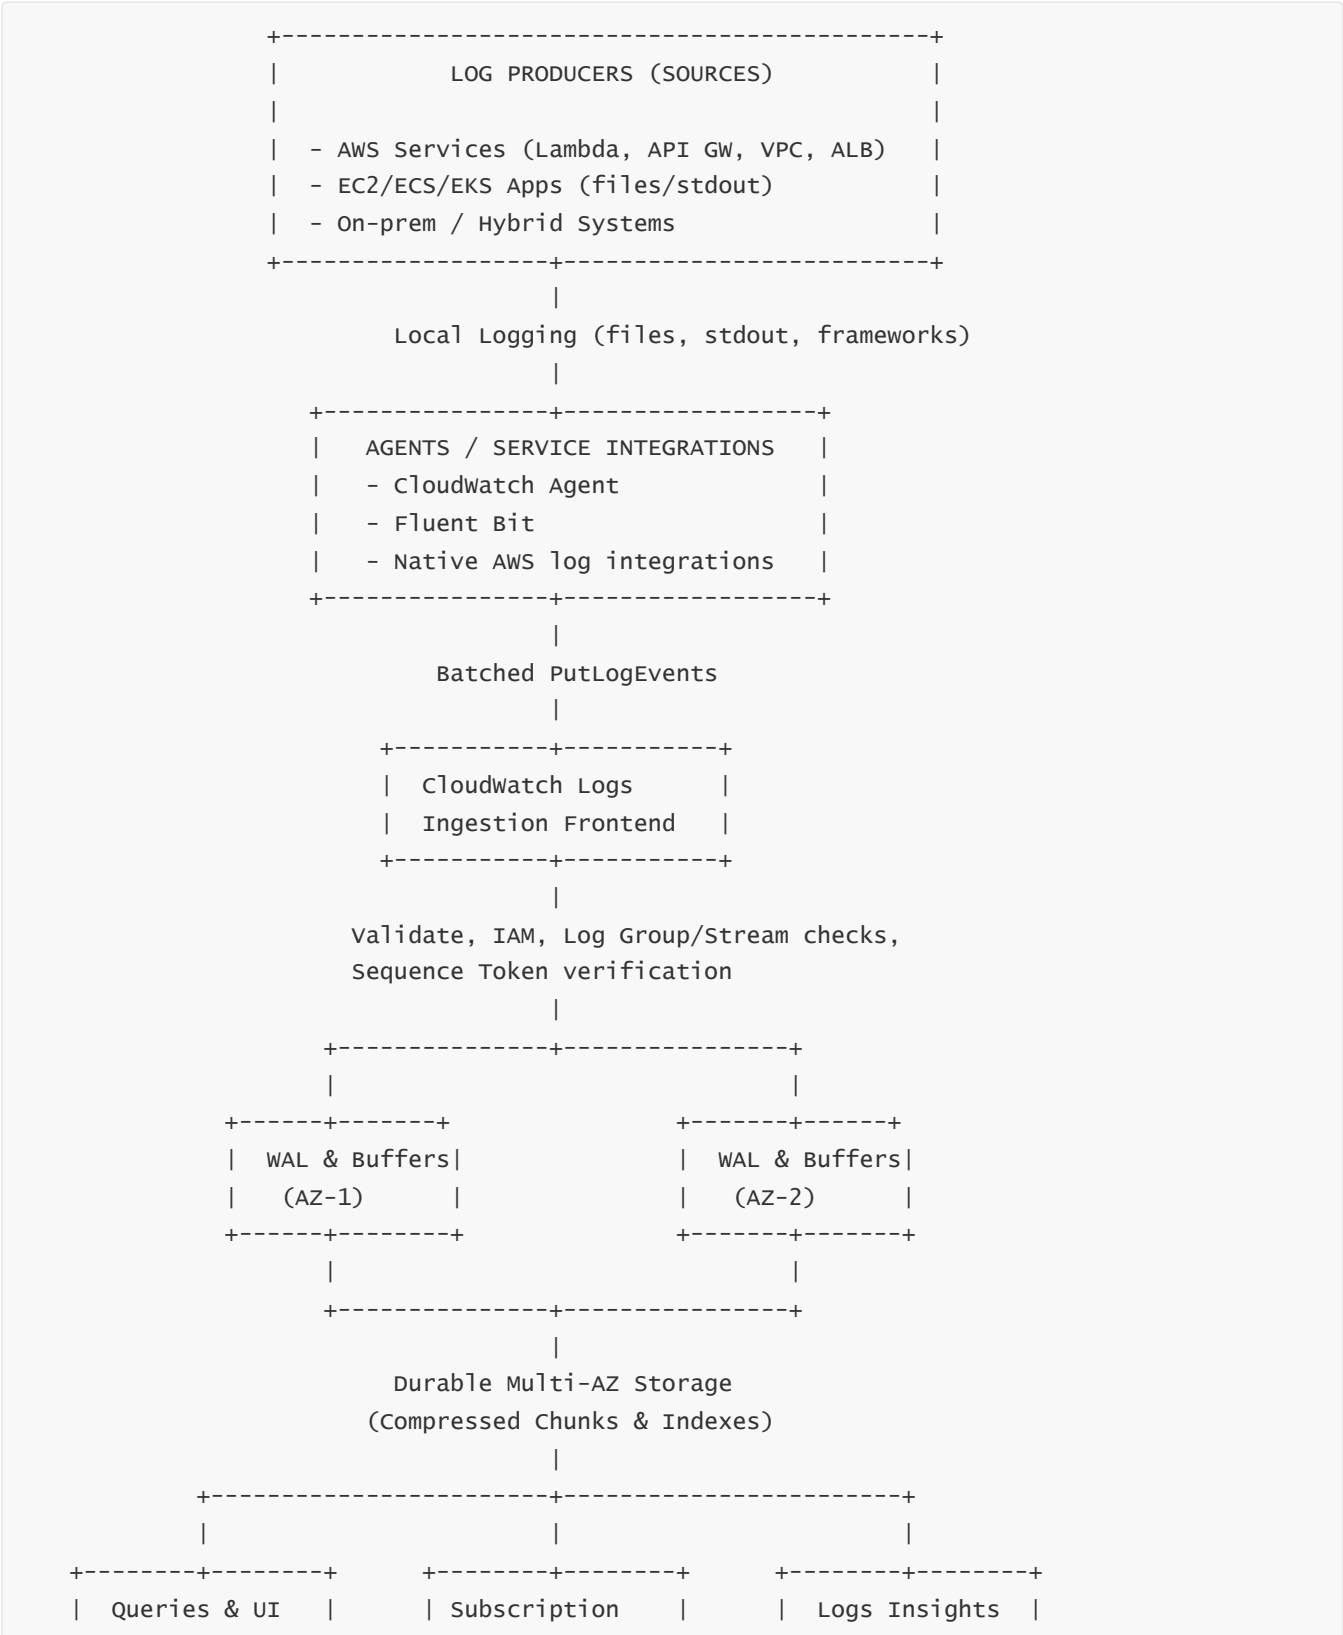 +----------------------------------------------+
|            LOG PRODUCERS (SOURCES)           |
|                                              |
|  - AWS Services (Lambda, API GW, VPC, ALB)   |
|  - EC2/ECS/EKS Apps (files/stdout)           |
|  - On-prem / Hybrid Systems                  |
+-------------------+--------------------------+
|
Local Logging (files, stdout, frameworks)
|
+----------------+------------------+
|   AGENTS / SERVICE INTEGRATIONS   |
|   - CloudWatch Agent              |
|   - Fluent Bit                    |
|   - Native AWS log integrations   |
+----------------+------------------+
|
Batched PutLogEvents
|
+-----------+-----------+
|  CloudWatch Logs      |
|  Ingestion Frontend   |
+-----------+-----------+
|
Validate, IAM, Log Group/Stream checks,
Sequence Token verification
|
+---------------+----------------+
|                                |
+------+-------+                +-------+------+
|  WAL & Buffers|               |  WAL & Buffers|
|   (AZ-1)      |               |   (AZ-2)      |
+------+--------+               +-------+-------+
|                                |
+---------------+----------------+
|
Durable Multi-AZ Storage
(Compressed Chunks & Indexes)
|
+------------------------+------------------------+
|                        |                        |
+--------+--------+      +--------+--------+      +--------+--------+
|  Queries & UI   |      | Subscription    |      |  Logs Insights  |